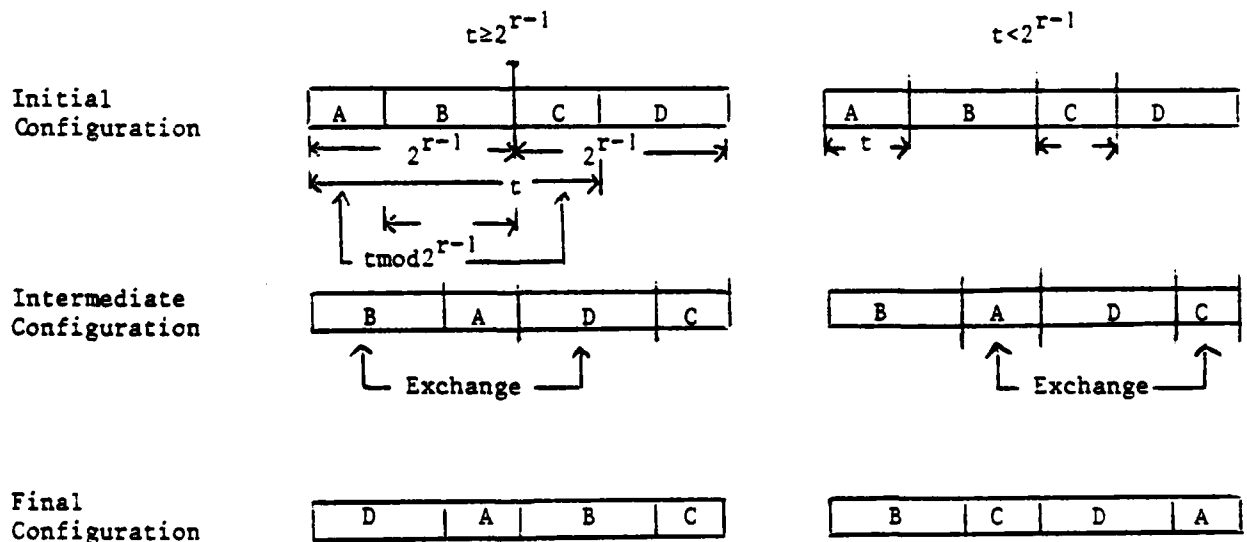 t≥2^r-1 t<2^r-1
Initial
Configuration
A B C D
A B C D
2^r-1 2^r-1
t
t
tmod2^r-1
Intermediate
Configuration
B A D C
B A D C
Exchange
Exchange
Final
Configuration
D A B C
B C D A